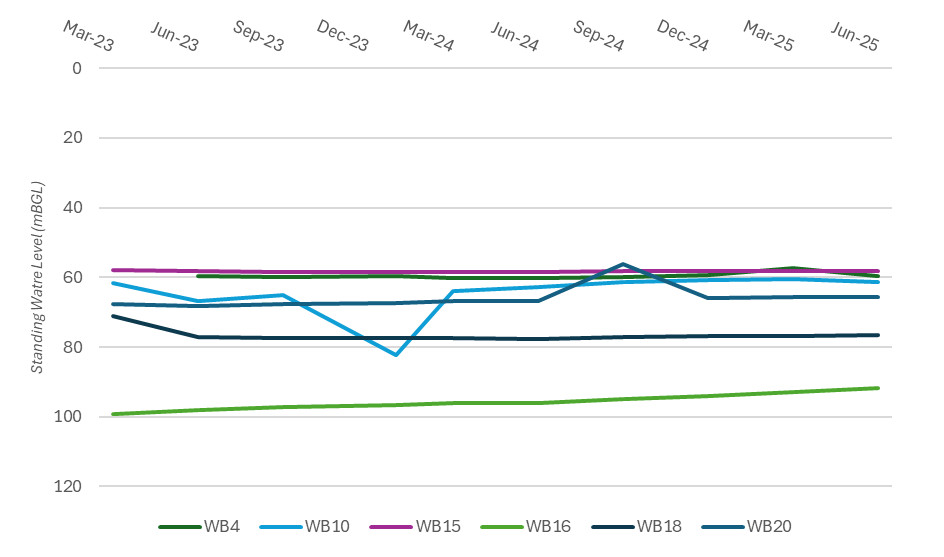 Mar-23 Jun-23 Sep-23 Dec-23 Mar-24 Jun-24 Sep-24 Dec-24 Mar-25 Jun-25
0
20
40
60
80
100
120
Standing Watre Level (mBGL)
WB4 WB10 WB15 WB16 WB18 WB20